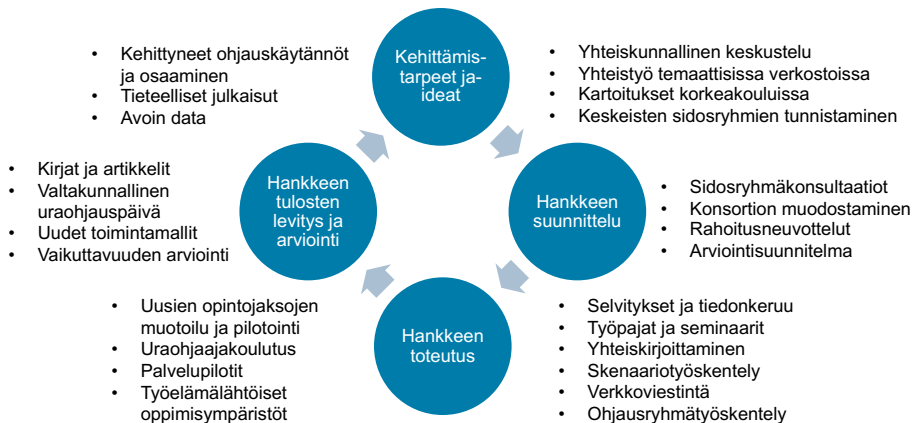 • Kehittyneet ohjauskäytännöt
ja osaaminen
• Tieteelliset julkaisut
• Avoin data
Kehittämis-
tarpeet ja-
ideat
• Yhteiskunnallinen keskustelu
• Yhteistyö temaattisissa verkostoissa
• Kartoitukset korkeakouluissa
• Keskeisten sidosryhmien tunnistaminen
• Kirjat ja artikkelit
• Valtakunnallinen
uraohjauspäivä
• Uudet toimintamallit
• Vaikuttavuuden arviointi
Hankkeen
tulosten
levitys ja
arviointi
Hankkeen
suunnittelu
• Sidosryhmäkonsultaatiot
• Konsortion muodostaminen
• Rahoitusneuvottelut
• Arviointisuunnitelma
• Uusien opintojaksojen
muotoilu ja pilotointi
• Uraohjaajakoulutus
• Palvelupilotit
• Työelämälähtöiset
oppimisympäristöt
Hankkeen
toteutus
• Selvitykset ja tiedonkeruu
• Työpajat ja seminaarit
• Yhteiskirjoittaminen
• Skenaariotyöskentely
• Verkkoviestintä
• Ohjausryhmätyöskentely